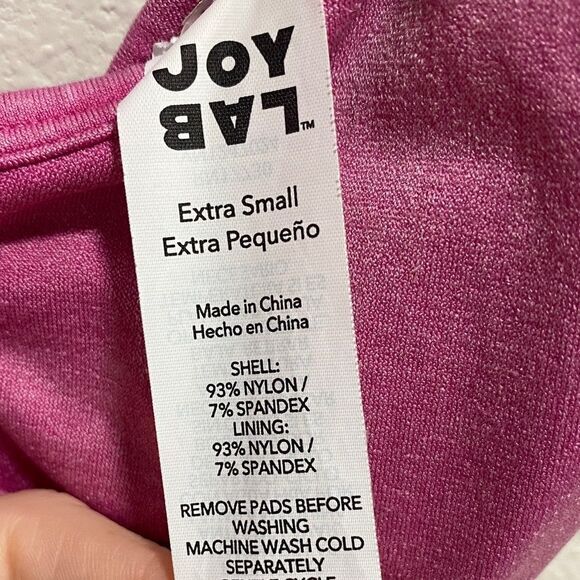 JOY
LAB™
Extra Small
Extra Pequeño
Made in China
Hecho en China
SHELL:
93% NYLON /
7% SPANDEX
LINING:
93% NYLON /
7% SPANDEX
REMOVE PADS BEFORE
WASHING
MACHINE WASH COLD
SEPARATELY